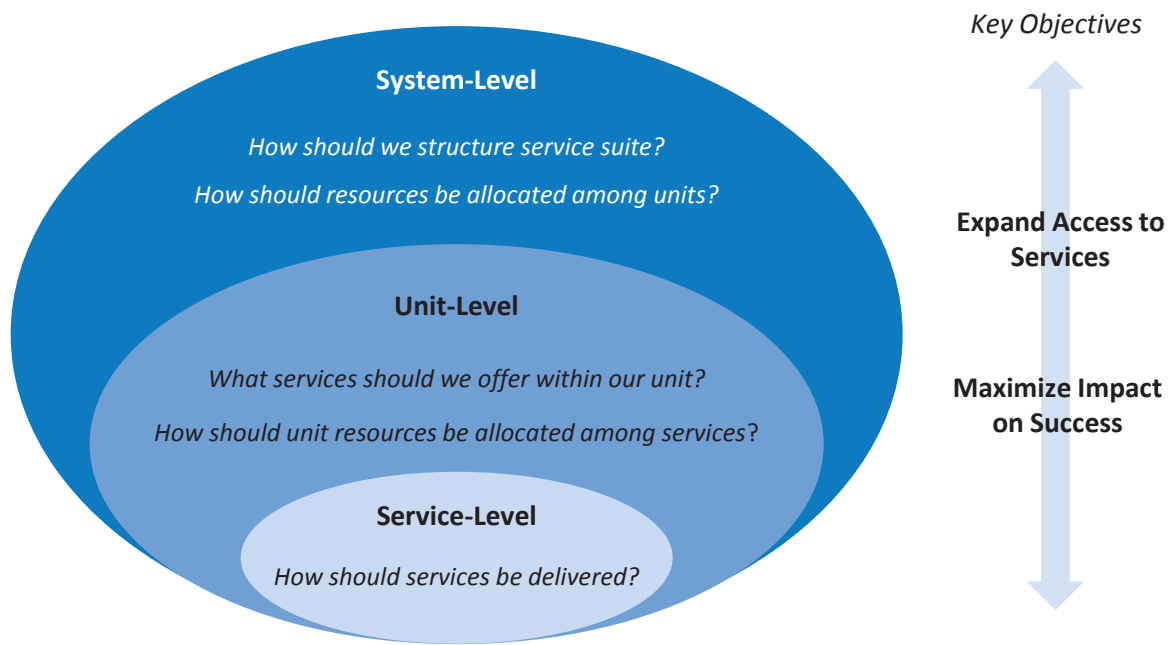 Key Objectives
System-Level
How should we structure service suite?
How should resources be allocated among units?
Expand Access to
Services
Unit-Level
What services should we offer within our unit?
How should unit resources be allocated among services?
Maximize Impact
on Success
Service-Level
How should services be delivered?